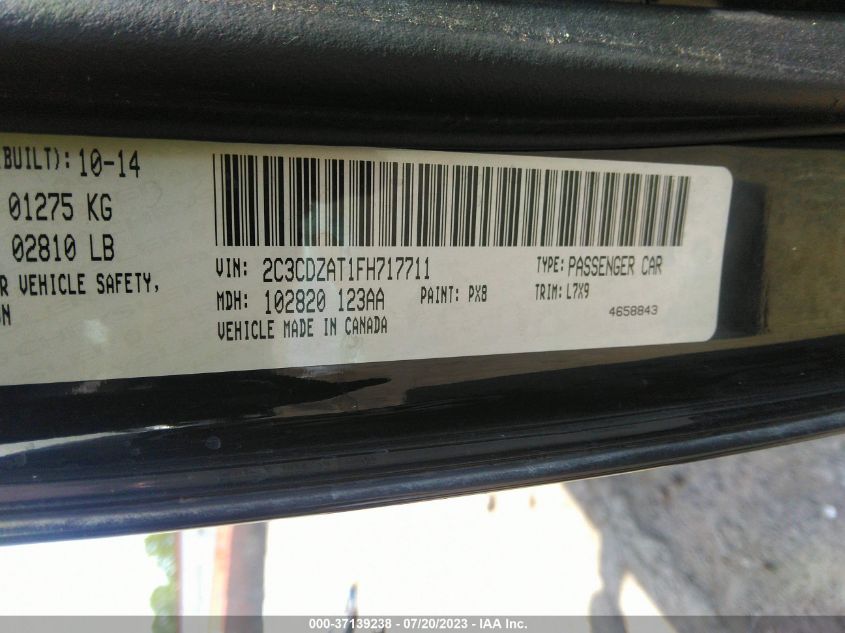 (BUILT): 10-14
01275 KG
02810 LB
VEHICLE SAFETY,
VIN: 2C3CDZAT1FH717711 TYPE: PASSENGER CAR
MDH: 102820 123AA PAINT: PX8 TRIM: L7X9
VEHICLE MADE IN CANADA 4658843
000-37139238 - 07/20/2023 - IAA Inc.